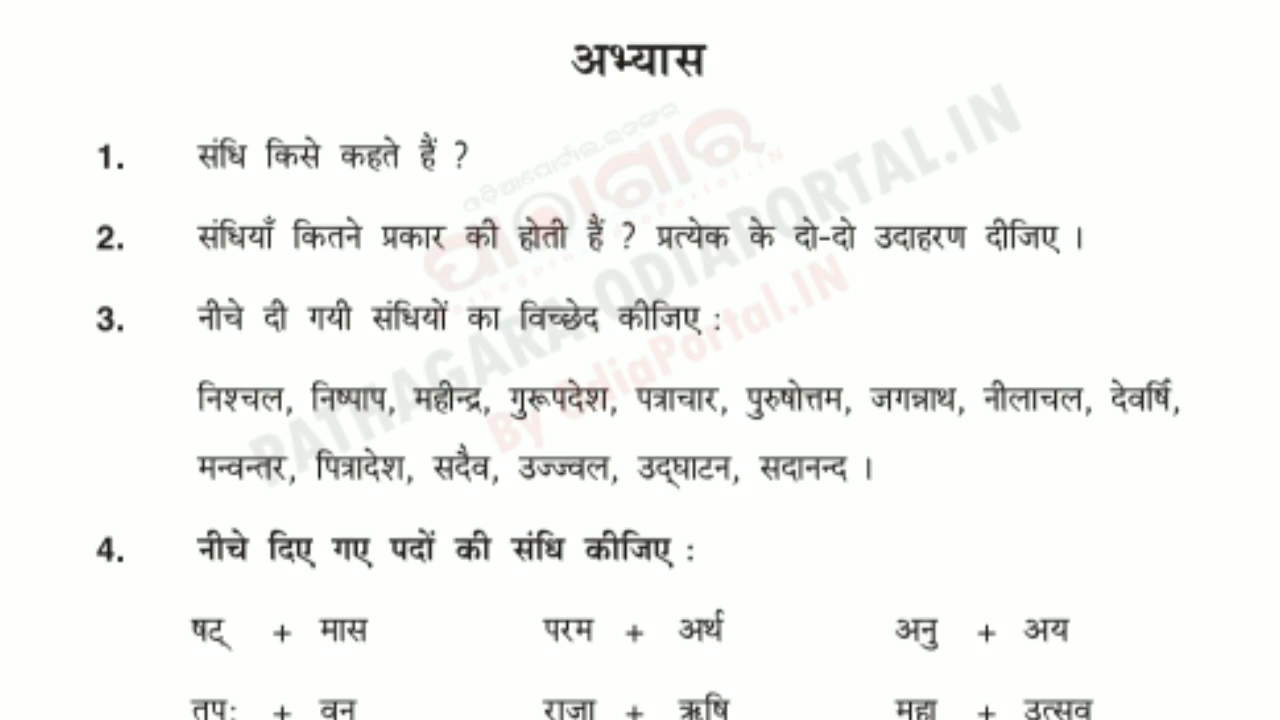 अभ्यास
1. संधि किसे कहते हैं ?
2. संधियाँ कितने प्रकार की होती हैं ? प्रत्येक के दो-दो उदाहरण दीजिए ।
3. नीचे दी गयी संधियों का विच्छेद कीजिए :
निश्चल, निष्पाप, महीन्द्र, गुरूपदेश, पत्राचार, पुरुषोत्तम, जगन्नाथ, नीलाचल, देवर्षि,
मन्वन्तर, पित्रादेश, सदैव, उज्ज्वल, उद्‌घाटन, सदानन्द ।
4. नीचे दिए गए पदों की संधि कीजिए :
षट् + मास परम + अर्थ अनु + अय
तपः + वन राजा + ऋषि महा + उत्सव
PATHAGARA ODIAPORTAL.IN
By OdiaPortal.IN